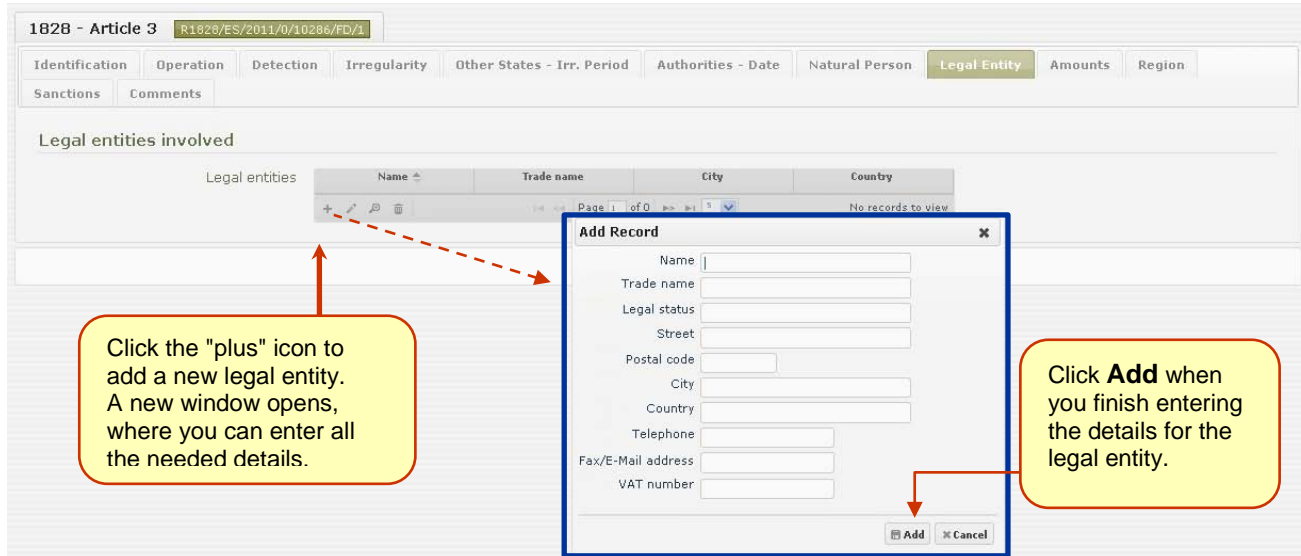 1828 - Article 3 R1828/ES/2011/0/10286/FD/1
Identification Operation Detection Irregularity Other States - Irr. Period Authorities - Date Natural Person Legal Entity Amounts Region
Sanctions Comments
Legal entities involved
Legal entities Name Trade name City Country
Page 1 of 0 5 No records to view
Add Record
Name
Trade name
Legal status
Street
Postal code
City
Country
Telephone
Fax/E-Mail address
VAT number
Add Cancel
Click the "plus" icon to
add a new legal entity.
A new window opens,
where you can enter all
the needed details.
Click Add when
you finish entering
the details for the
legal entity.